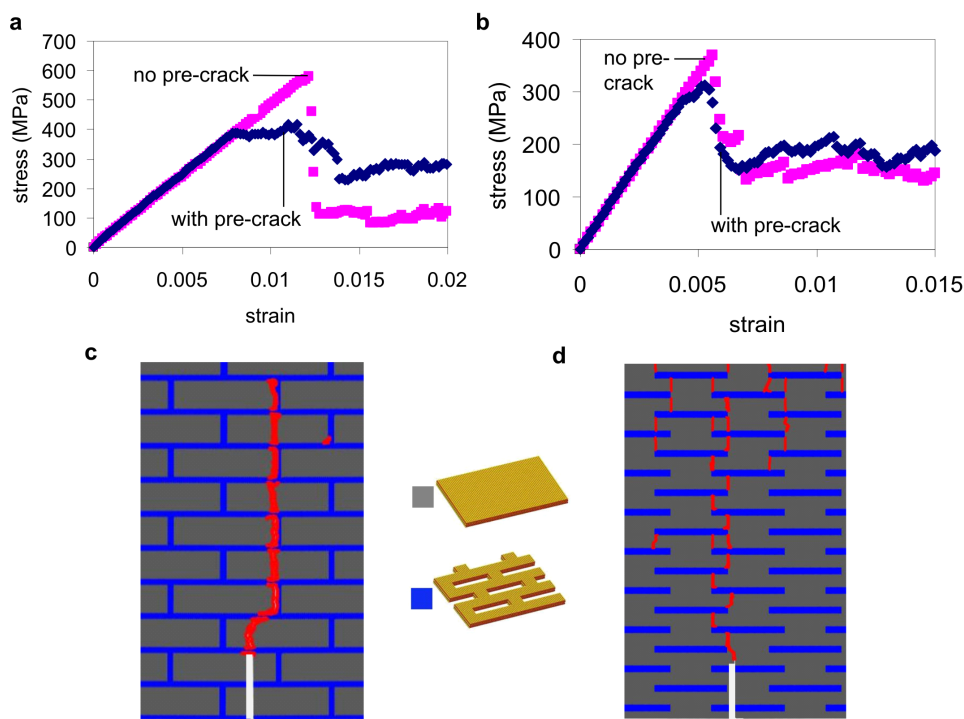 a
700
600
500
400
300
200
100
0
stress (MPa)
no pre-crack
with pre-crack
0 0.005 0.01 0.015 0.02
strain
b
400
300
200
100
0
stress (MPa)
no pre-
crack
with pre-crack
0 0.005 0.01 0.015
strain
c
d